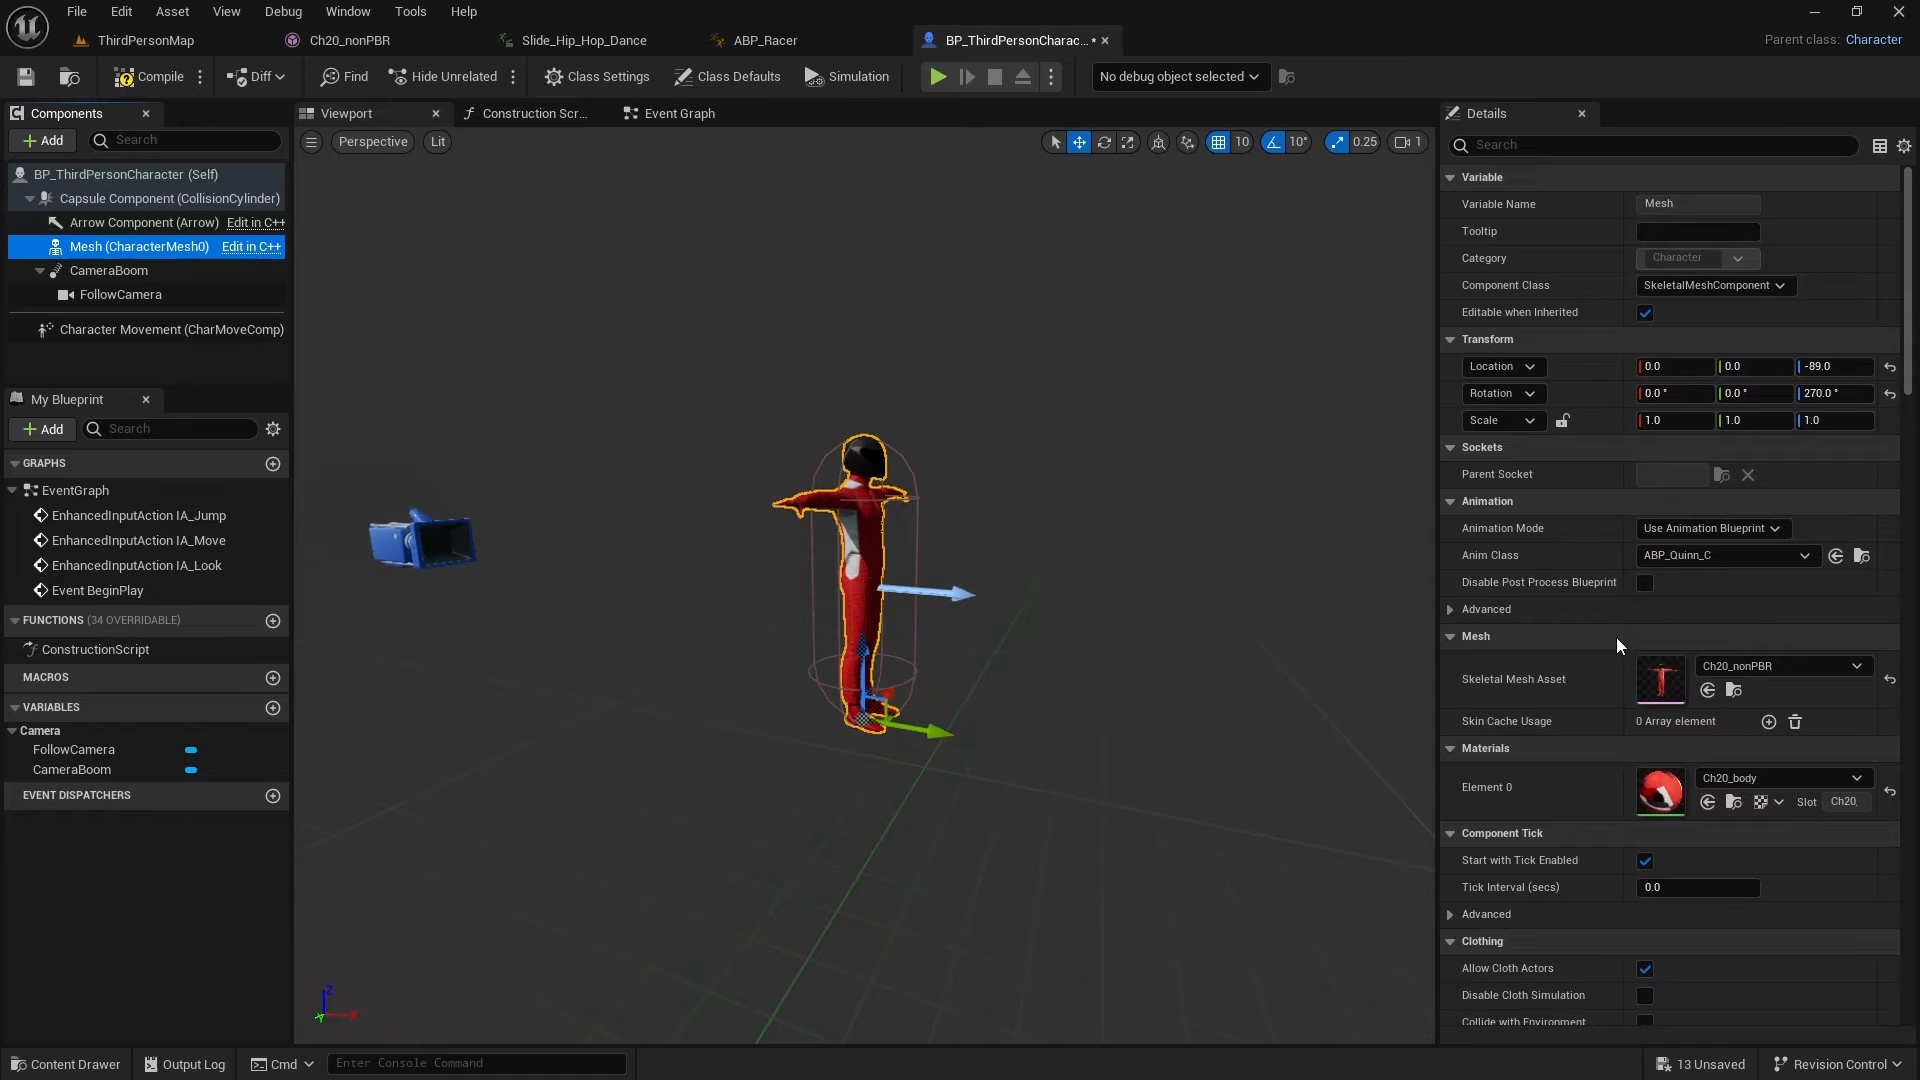 File Edit Asset View Debug Window Tools Help
ThirdPersonMap Ch20_nonPBR Slide_Hip_Hop_Dance ABP_Racer BP_ThirdPersonCharac... • Parent class: Character
Compile Diff Find Hide Unrelated Class Settings Class Defaults Simulation No debug object selected
Components
Add Search
BP_ThirdPersonCharacter (Self)
Capsule Component (CollisionCylinder)
Arrow Component (Arrow) Edit in C++
Mesh (CharacterMesh0) Edit in C++
CameraBoom
FollowCamera
Character Movement (CharMoveComp)
My Blueprint
Add Search
GRAPHS
EventGraph
EnhancedInputAction IA_Jump
EnhancedInputAction IA_Move
EnhancedInputAction IA_Look
Event BeginPlay
FUNCTIONS (34 OVERRIDABLE)
ConstructionScript
MACROS
VARIABLES
Camera
FollowCamera
CameraBoom
EVENT DISPATCHERS
Viewport Construction Scr... Event Graph
Perspective Lit 10 10° 0.25 1
Z
X
Y
Details
Search
Variable
Variable Name Mesh
Tooltip
Category Character
Component Class SkeletalMeshComponent
Editable when Inherited
Transform
Location 0.0 0.0 -89.0
Rotation 0.0 ° 0.0 ° 270.0 °
Scale 1.0 1.0 1.0
Sockets
Parent Socket
Animation
Animation Mode Use Animation Blueprint
Anim Class ABP_Quinn_C
Disable Post Process Blueprint
Advanced
Mesh
Skeletal Mesh Asset Ch20_nonPBR
Skin Cache Usage 0 Array element
Materials
Element 0 Ch20_body
Slot Ch20_
Component Tick
Start with Tick Enabled
Tick Interval (secs) 0.0
Advanced
Clothing
Allow Cloth Actors
Disable Cloth Simulation
Collide with Environment
Content Drawer Output Log Cmd Enter Console Command 13 Unsaved Revision Control